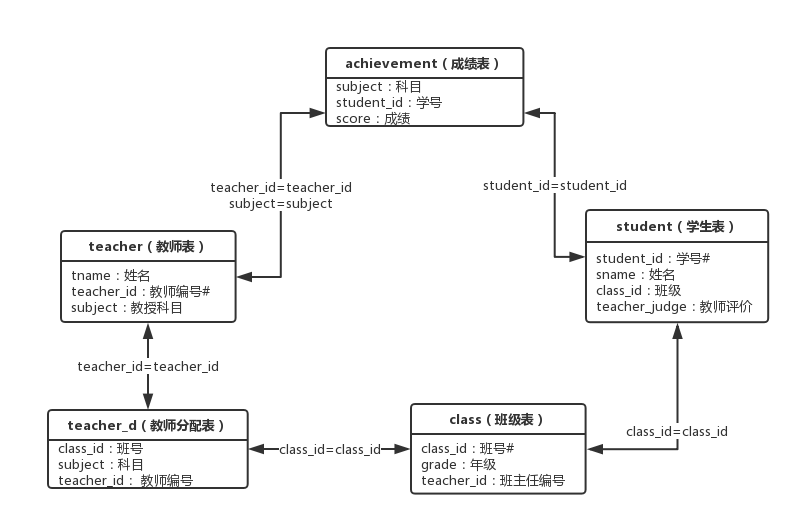 achievement（成绩表）
subject：科目
student_id：学号
score：成绩
teacher_id=teacher_id
subject=subject
student_id=student_id
teacher（教师表）
tname：姓名
teacher_id：教师编号#
subject：教授科目
student（学生表）
student_id：学号#
sname：姓名
class_id：班级
teacher_judge：教师评价
teacher_id=teacher_id
teacher_d（教师分配表）
class_id：班号
subject：科目
teacher_id： 教师编号
class_id=class_id
class（班级表）
class_id：班号#
grade：年级
teacher_id：班主任编号
class_id=class_id